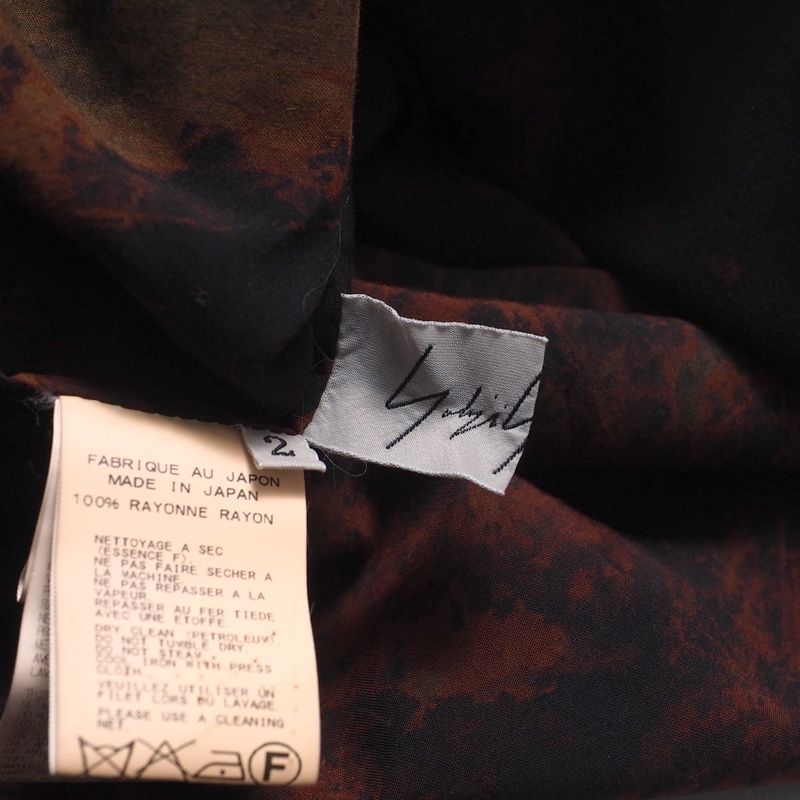 Yohji
2
FABRIQUE AU JAPON
MADE IN JAPAN
100% RAYONNE RAYON
NETTOYAGE A SEC
(ESSENCE F).
NE PAS FAIRE SECHER A
LA MACHINE.
NE PAS REPASSER A LA
VAPEUR.
REPASSER AU FER TIEDE
AVEC UNE ETOFFE.
DRY CLEAN (PETROLEUM).
DO NOT TUMBLE DRY.
DO NOT STEAM.
COOL IRON WITH PRESS
CLOTH.
VEUILLEZ UTILISER UN
FILET LORS DU LAVAGE.
PLEASE USE A CLEANING
NET.
F